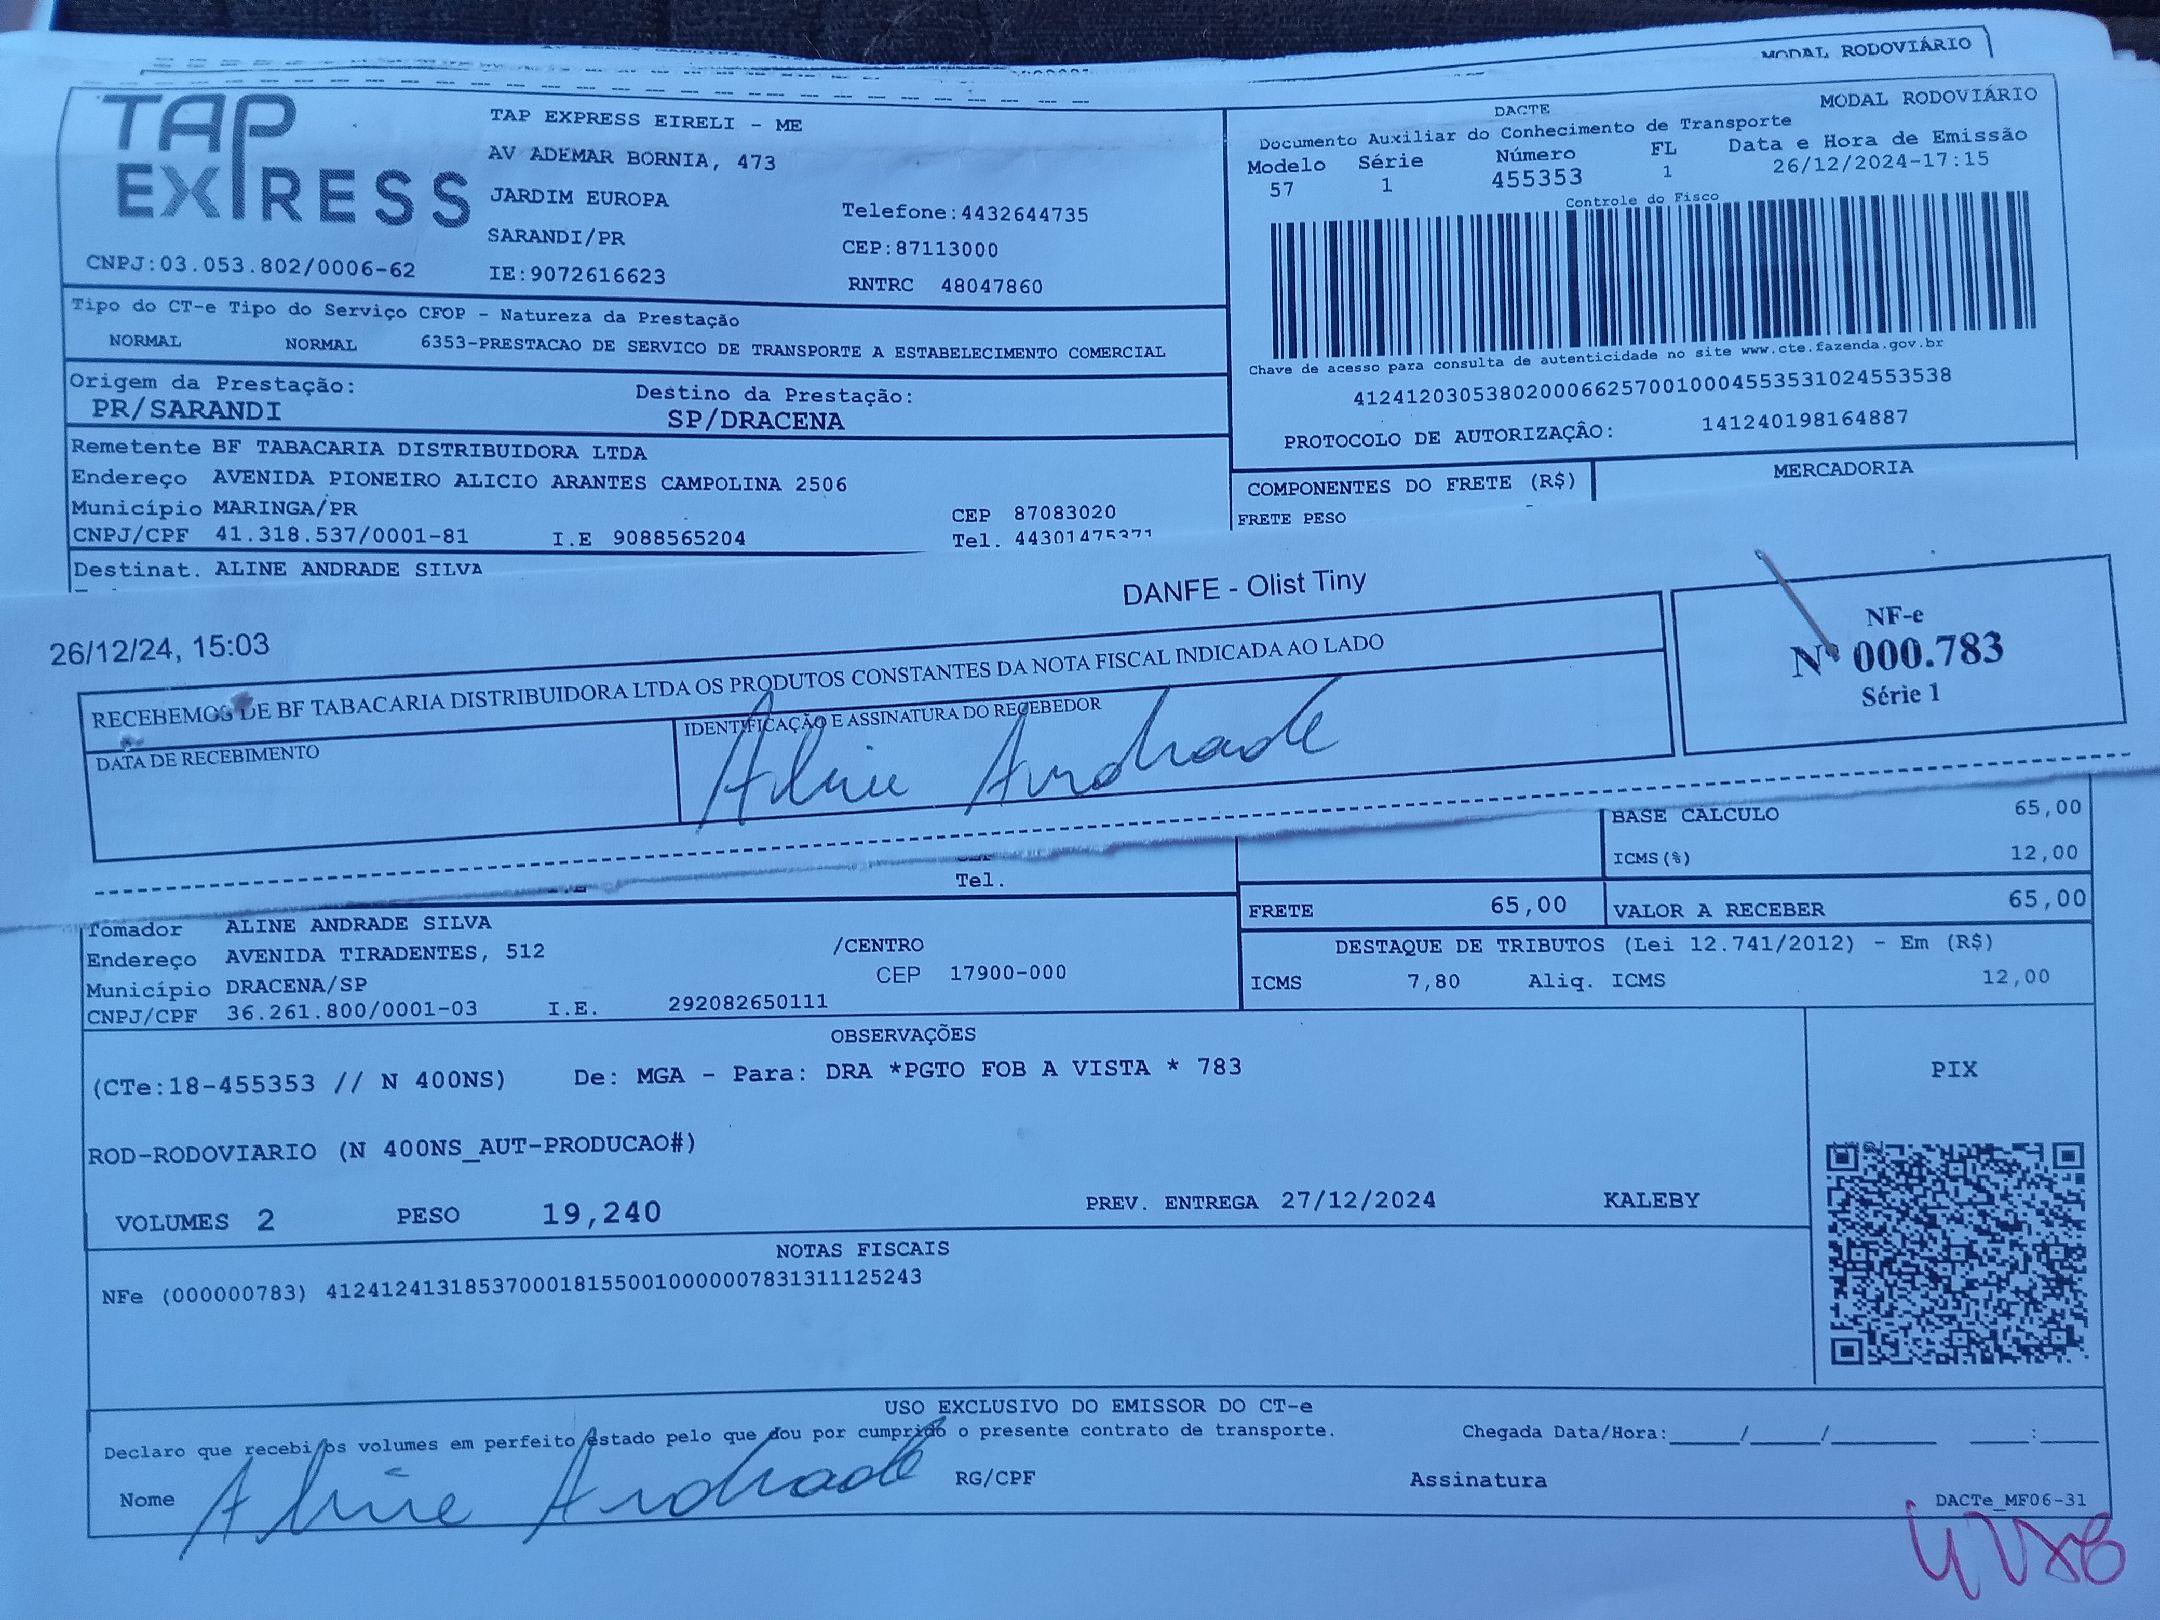 MODAL RODOVIÁRIO
TAP EXPRESS
TAP EXPRESS EIRELI - ME
AV ADEMAR BORNIA, 473
JARDIM EUROPA
SARANDI/PR
IE:9072616623
Telefone:4432644735
CEP:87113000
RNTRC 48047860
CNPJ:03.053.802/0006-62
DACTE
MODAL RODOVIÁRIO
Documento Auxiliar do Conhecimento de Transporte
Modelo Série Número FL Data e Hora de Emissão
57 1 455353 1 26/12/2024-17:15
Controle do Fisco
Chave de acesso para consulta de autenticidade no site www.cte.fazenda.gov.br
41241203053802000662570010004553531024553538
PROTOCOLO DE AUTORIZAÇÃO: 141240198164887
Tipo do CT-e Tipo do Serviço CFOP - Natureza da Prestação
NORMAL NORMAL 6353-PRESTACAO DE SERVICO DE TRANSPORTE A ESTABELECIMENTO COMERCIAL
Origem da Prestação: Destino da Prestação:
PR/SARANDI SP/DRACENA
Remetente BF TABACARIA DISTRIBUIDORA LTDA
Endereço AVENIDA PIONEIRO ALICIO ARANTES CAMPOLINA 2506
Município MARINGA/PR CEP 87083020
CNPJ/CPF 41.318.537/0001-81 I.E 9088565204 Tel. 44301475371
Destinat. ALINE ANDRADE SILVA
COMPONENTES DO FRETE (R$) MERCADORIA
FRETE PESO
26/12/24, 15:03 DANFE - Olist Tiny
RECEBEMOS DE BF TABACARIA DISTRIBUIDORA LTDA OS PRODUTOS CONSTANTES DA NOTA FISCAL INDICADA AO LADO
DATA DE RECEBIMENTO IDENTIFICAÇÃO E ASSINATURA DO RECEBEDOR
Aline Andrade
NF-e
Nº 000.783
Série 1
BASE CALCULO 65,00
ICMS(%) 12,00
Tel.
FRETE 65,00 VALOR A RECEBER 65,00
Tomador ALINE ANDRADE SILVA
Endereço AVENIDA TIRADENTES, 512 /CENTRO
Município DRACENA/SP CEP 17900-000
CNPJ/CPF 36.261.800/0001-03 I.E. 292082650111
DESTAQUE DE TRIBUTOS (Lei 12.741/2012) - Em (R$)
ICMS 7,80 Aliq. ICMS 12,00
OBSERVAÇÕES
(CTe:18-455353 // N 400NS) De: MGA - Para: DRA *PGTO FOB A VISTA * 783
PIX
ROD-RODOVIARIO (N 400NS_AUT-PRODUCAO#)
VOLUMES 2 PESO 19,240 PREV. ENTREGA 27/12/2024 KALEBY
NOTAS FISCAIS
NFe (000000783) 41241241318537000181550010000007831311125243
USO EXCLUSIVO DO EMISSOR DO CT-e
Declaro que recebi os volumes em perfeito estado pelo que dou por cumprido o presente contrato de transporte. Chegada Data/Hora:_____/_____/_______ ____:____
Nome Aline Andrade RG/CPF Assinatura
DACTe_MF06-31